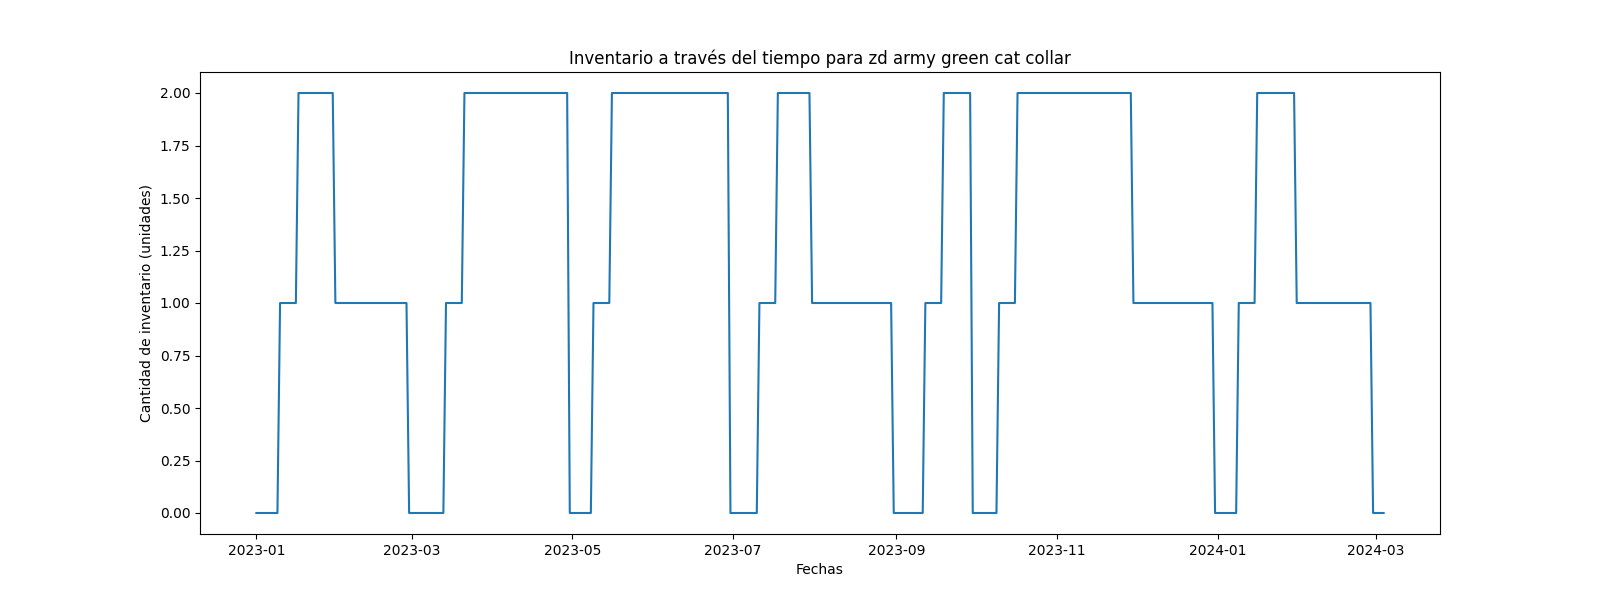 Inventario a través del tiempo para zd army green cat collar
Cantidad de inventario (unidades)
2.00
1.75
1.50
1.25
1.00
0.75
0.50
0.25
0.00
2023-01 2023-03 2023-05 2023-07 2023-09 2023-11 2024-01 2024-03
Fechas